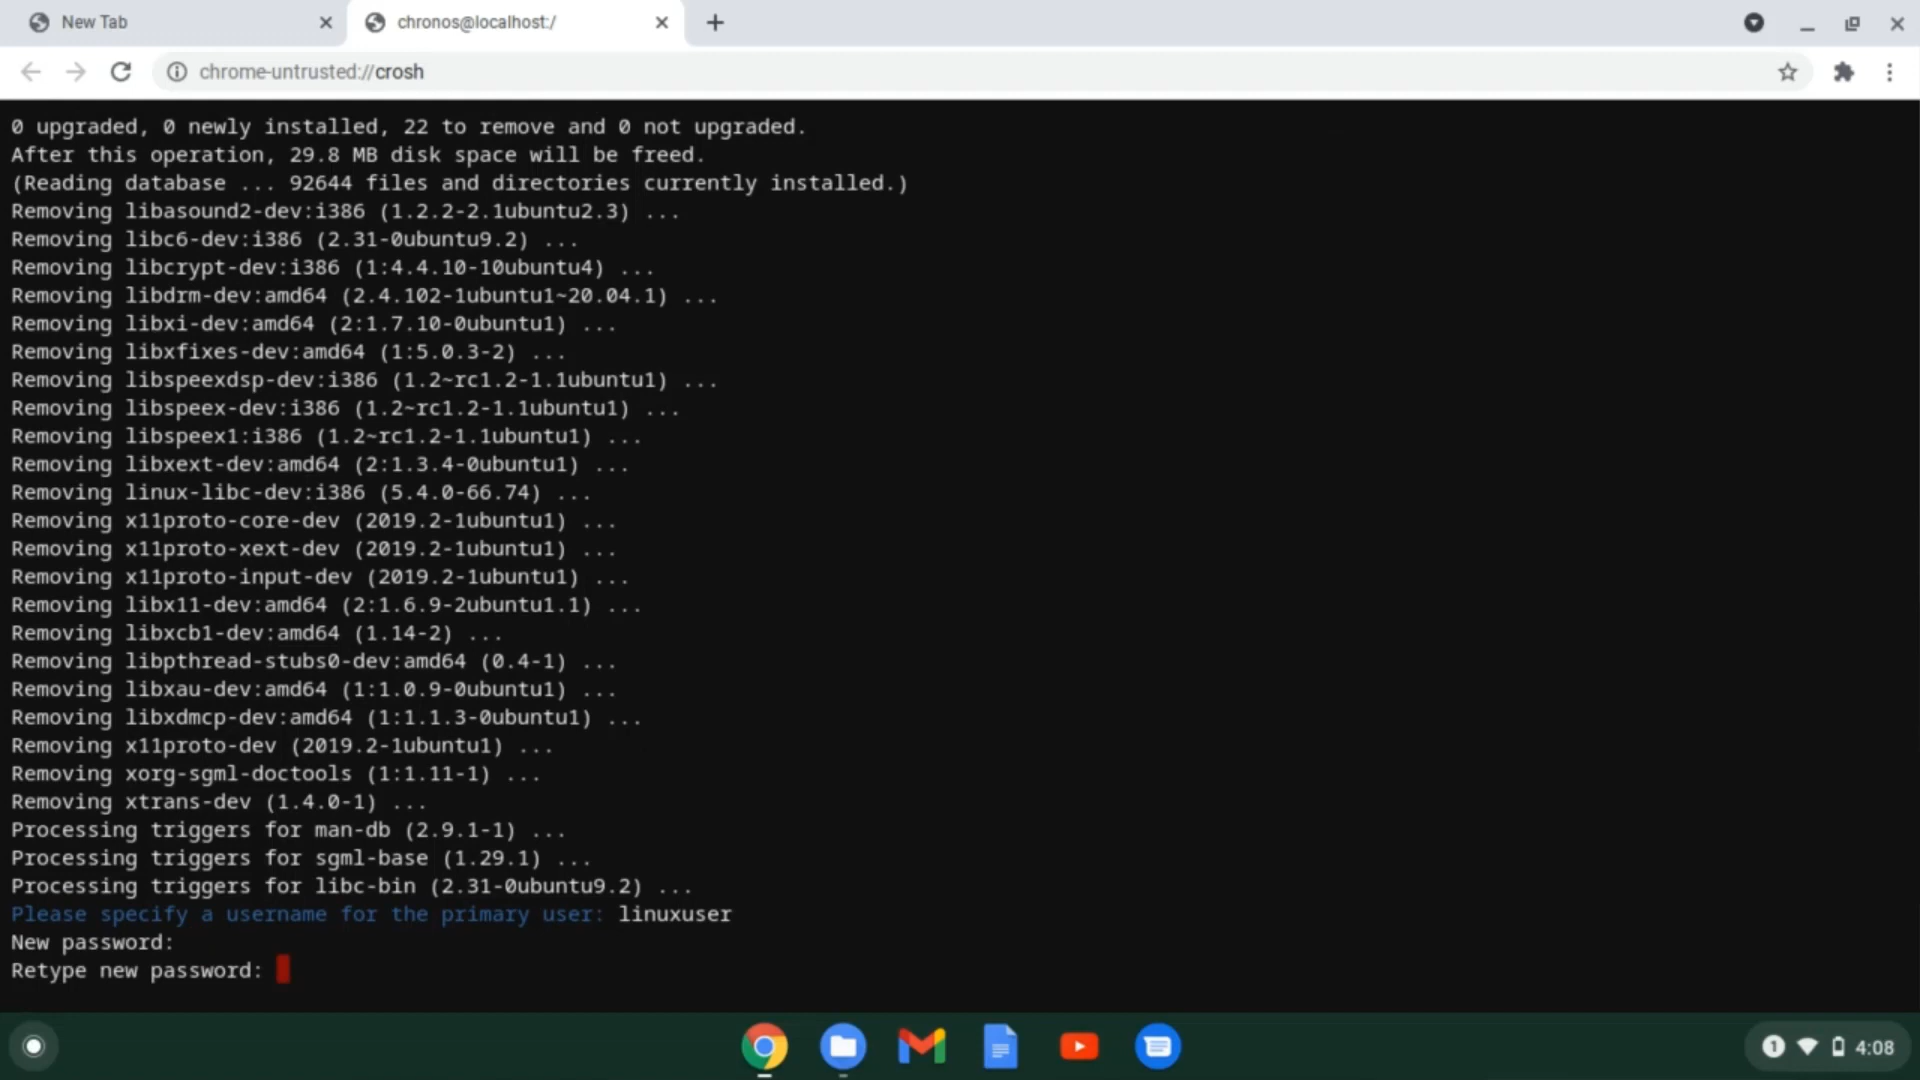 New Tab
chronos@localhost:/
chrome-untrusted://crosh
0 upgraded, 0 newly installed, 22 to remove and 0 not upgraded.
After this operation, 29.8 MB disk space will be freed.
(Reading database ... 92644 files and directories currently installed.)
Removing libasound2-dev:i386 (1.2.2-2.1ubuntu2.3) ...
Removing libc6-dev:i386 (2.31-0ubuntu9.2) ...
Removing libcrypt-dev:i386 (1:4.4.10-10ubuntu4) ...
Removing libdrm-dev:amd64 (2.4.102-1ubuntu1~20.04.1) ...
Removing libxi-dev:amd64 (2:1.7.10-0ubuntu1) ...
Removing libxfixes-dev:amd64 (1:5.0.3-2) ...
Removing libspeexdsp-dev:i386 (1.2~rc1.2-1.1ubuntu1) ...
Removing libspeex-dev:i386 (1.2~rc1.2-1.1ubuntu1) ...
Removing libspeex1:i386 (1.2~rc1.2-1.1ubuntu1) ...
Removing libxext-dev:amd64 (2:1.3.4-0ubuntu1) ...
Removing linux-libc-dev:i386 (5.4.0-66.74) ...
Removing x11proto-core-dev (2019.2-1ubuntu1) ...
Removing x11proto-xext-dev (2019.2-1ubuntu1) ...
Removing x11proto-input-dev (2019.2-1ubuntu1) ...
Removing libx11-dev:amd64 (2:1.6.9-2ubuntu1.1) ...
Removing libxcb1-dev:amd64 (1.14-2) ...
Removing libpthread-stubs0-dev:amd64 (0.4-1) ...
Removing libxau-dev:amd64 (1:1.0.9-0ubuntu1) ...
Removing libxdmcp-dev:amd64 (1:1.1.3-0ubuntu1) ...
Removing x11proto-dev (2019.2-1ubuntu1) ...
Removing xorg-sgml-doctools (1:1.11-1) ...
Removing xtrans-dev (1.4.0-1) ...
Processing triggers for man-db (2.9.1-1) ...
Processing triggers for sgml-base (1.29.1) ...
Processing triggers for libc-bin (2.31-0ubuntu9.2) ...
Please specify a username for the primary user: linuxuser
New password:
Retype new password:
1 4:08